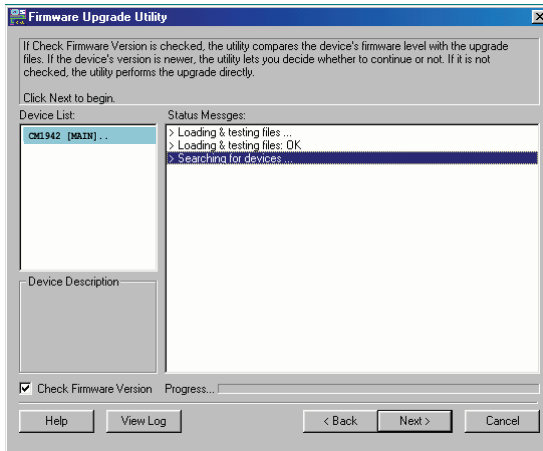 Firmware Upgrade Utility
If Check Firmware Version is checked, the utility compares the device's firmware level with the upgrade
files. If the device's version is newer, the utility lets you decide whether to continue or not. If it is not
checked, the utility performs the upgrade directly.
Click Next to begin.
Device List:
Status Messges:
CM1942 [MAIN]..
> Loading & testing files ...
> Loading & testing files: OK
> Searching for devices ...
Device Description
Check Firmware Version
Progress...
Help
View Log
< Back
Next >
Cancel